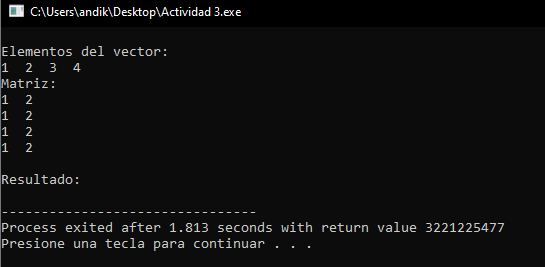 C:\Users\andik\Desktop\Actividad 3.exe
Elementos del vector:
1 2 3 4
Matriz:
1 2
1 2
1 2
1 2
Resultado:
--------------------------------
Process exited after 1.813 seconds with return value 3221225477
Presione una tecla para continuar . . .